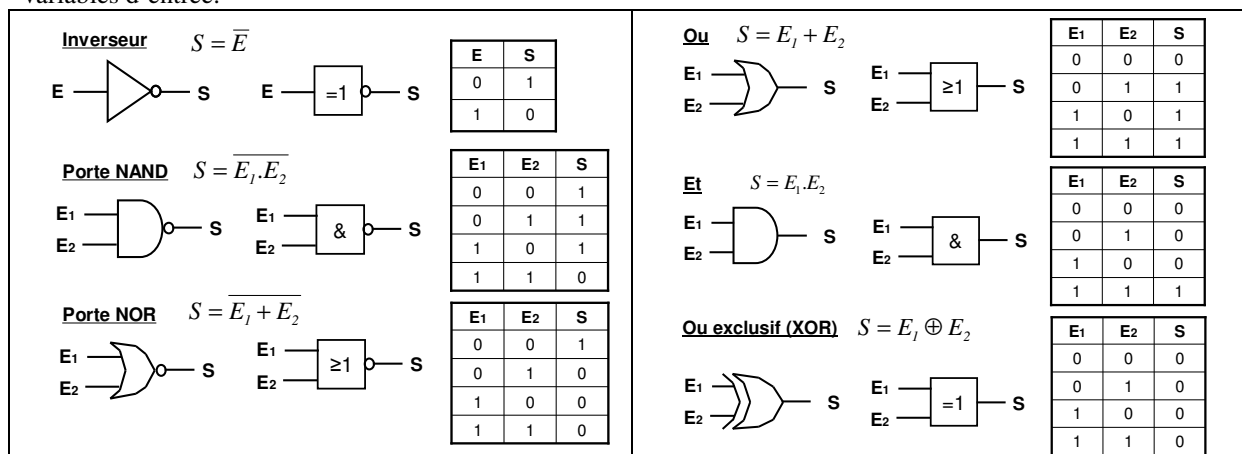 variables d'entrée.
Inverseur S = E̅
E S =1 E S
E S
0 1
1 0
Porte NAND S = \overline{E₁.E₂}
E₁ E₂ S E₁ E₂ & S
E₁ E₂ S
0 0 1
0 1 1
1 0 1
1 1 0
Porte NOR S = \overline{E₁ + E₂}
E₁ E₂ S E₁ E₂ ≥1 S
E₁ E₂ S
0 0 1
0 1 0
1 0 0
1 1 0
Ou S = E₁ + E₂
E₁ E₂ S E₁ E₂ ≥1 S
E₁ E₂ S
0 0 0
0 1 1
1 0 1
1 1 1
Et S = E₁.E₂
E₁ E₂ S E₁ E₂ & S
E₁ E₂ S
0 0 0
0 1 0
1 0 0
1 1 1
Ou exclusif (XOR) S = E₁ ⊕ E₂
E₁ E₂ S E₁ E₂ =1 S
E₁ E₂ S
0 0 0
0 1 0
1 0 0
1 1 0